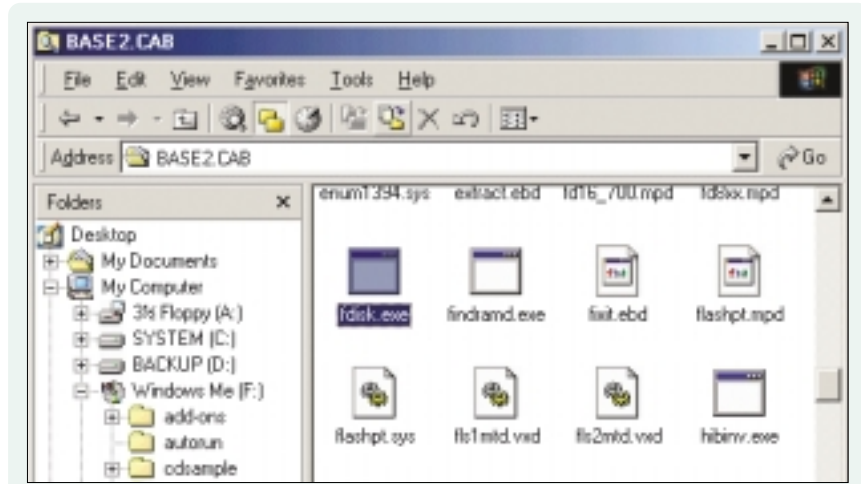 BASE2.CAB
File Edit View Favorites Tools Help
Address BASE2.CAB Go
Folders x
Desktop
My Documents
My Computer
3½ Floppy (A:)
SYSTEM (C:)
BACKUP (D:)
Windows Me (F:)
add-ons
autorun
cdsample
enum1394.sys extract.ebd fd16_700.mpd fd8xx.mpd
fdisk.exe findramd.exe fixit.ebd flashpt.mpd
flashpt.sys fls1mtd.vxd fls2mtd.vxd hibinv.exe